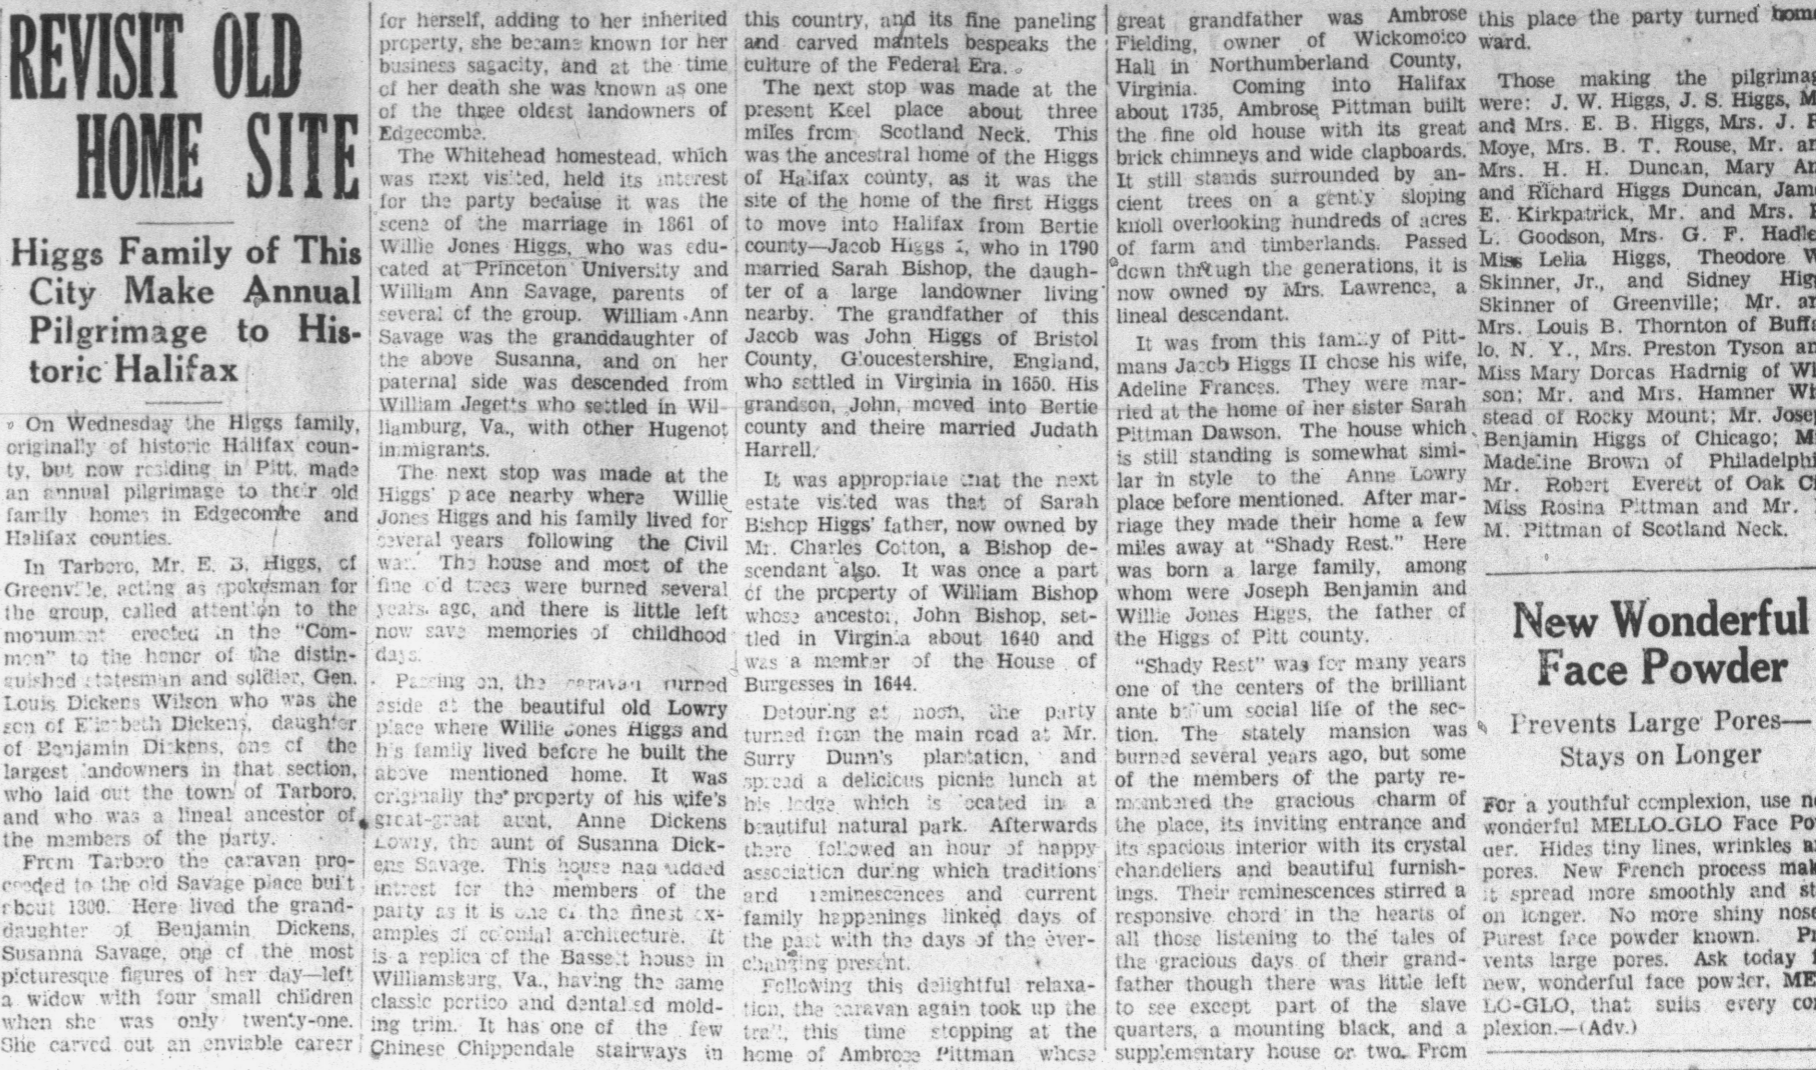 REVISIT OLD
HOME SITE
Higgs Family of This
City Make Annual
Pilgrimage to His-
toric Halifax
On Wednesday the Higgs family,
originally of historic Halifax coun-
ty, but now residing in Pitt, made
an annual pilgrimage to their old
family homes in Edgecombe and
Halifax counties.
In Tarboro, Mr. E. B. Higgs, of
Greenville, acting as spokesman for
the group, called attention to the
monument erected in the "Com-
mon" to the honor of the distin-
guished statesman and soldier, Gen.
Louis Dickens Wilson who was the
son of Elizabeth Dickens, daughter
of Benjamin Dickens, one of the
largest landowners in that section,
who laid out the town of Tarboro,
and who was a lineal ancestor of
the members of the party.
From Tarboro the caravan pro-
ceeded to the old Savage place built
about 1300. Here lived the grand-
daughter of Benjamin Dickens,
Susanna Savage, one of the most
picturesque figures of her day—left
a widow with four small children
when she was only twenty-one.
She carved out an enviable career
for herself, adding to her inherited
property, she became known for her
business sagacity, and at the time
of her death she was known as one
of the three oldest landowners of
Edgecombe.
The Whitehead homestead, which
was next visited, held its interest
for the party because it was the
scene of the marriage in 1861 of
Willie Jones Higgs, who was edu-
cated at Princeton University and
William Ann Savage, parents of
several of the group. William Ann
Savage was the granddaughter of
the above Susanna, and on her
paternal side was descended from
William Jegetts who settled in Wil-
liamburg, Va., with other Hugenot
immigrants.
The next stop was made at the
Higgs' place nearby where Willie
Jones Higgs and his family lived for
several years following the Civil
war. The house and most of the
fine old trees were burned several
years ago, and there is little left
now save memories of childhood
days.
Passing on, the caravan turned
aside at the beautiful old Lowry
place where Willie Jones Higgs and
his family lived before he built the
above mentioned home. It was
originally the property of his wife's
great-great aunt, Anne Dickens
Lowry, the aunt of Susanna Dick-
ens Savage. This house had added
intrest for the members of the
party as it is one of the finest ex-
amples of colonial architecture. It
is a replica of the Bassett house in
Williamsburg, Va., having the same
classic portico and dentaled mold-
ing trim. It has one of the few
Chinese Chippendale stairways in
this country, and its fine paneling
and carved mantels bespeaks the
culture of the Federal Era.
The next stop was made at the
present Keel place about three
miles from Scotland Neck. This
was the ancestral home of the Higgs
of Halifax county, as it was the
site of the home of the first Higgs
to move into Halifax from Bertie
county—Jacob Higgs I, who in 1790
married Sarah Bishop, the daugh-
ter of a large landowner living
nearby. The grandfather of this
Jacob was John Higgs of Bristol
County, Gloucestershire, England,
who settled in Virginia in 1650. His
grandson, John, moved into Bertie
county and theire married Judath
Harrell.
It was appropriate that the next
estate visited was that of Sarah
Bishop Higgs' father, now owned by
Mr. Charles Cotton, a Bishop de-
scendant also. It was once a part
of the property of William Bishop
whose ancestor, John Bishop, set-
tled in Virginia about 1640 and
was a member of the House of
Burgesses in 1644.
Detouring at noon, the party
turned from the main road at Mr.
Surry Dunn's plantation, and
spread a delicious picnic lunch at
his lodge which is located in a
beautiful natural park. Afterwards
there followed an hour of happy
association during which traditions
and reminescences and current
family happenings linked days of
the past with the days of the ever-
changing present.
Following this delightful relaxa-
tion, the caravan again took up the
trail, this time stopping at the
home of Ambrose Pittman whose
great grandfather was Ambrose
Fielding, owner of Wickomoico
Hall in Northumberland County,
Virginia. Coming into Halifax
about 1735, Ambrose Pittman built
the fine old house with its great
brick chimneys and wide clapboards.
It still stands surrounded by an-
cient trees on a gently sloping
knoll overlooking hundreds of acres
of farm and timberlands. Passed
down through the generations, it is
now owned by Mrs. Lawrence, a
lineal descendant.
It was from this family of Pitt-
mans Jacob Higgs II chose his wife,
Adeline Frances. They were mar-
ried at the home of her sister Sarah
Pittman Dawson. The house which
is still standing is somewhat simi-
lar in style to the Anne Lowry
place before mentioned. After mar-
riage they made their home a few
miles away at "Shady Rest." Here
was born a large family, among
whom were Joseph Benjamin and
Willie Jones Higgs, the father of
the Higgs of Pitt county.
"Shady Rest" was for many years
one of the centers of the brilliant
ante bellum social life of the sec-
tion. The stately mansion was
burned several years ago, but some
of the members of the party re-
membered the gracious charm of
the place, its inviting entrance and
its spacious interior with its crystal
chandeliers and beautiful furnish-
ings. Their reminescences stirred a
responsive chord in the hearts of
all those listening to the tales of
the gracious days of their grand-
father though there was little left
to see except part of the slave
quarters, a mounting black, and a
supplementary house or two. From
this place the party turned home
ward.
Those making the pilgrimag
were: J. W. Higgs, J. S. Higgs, M
and Mrs. E. B. Higgs, Mrs. J. F
Moye, Mrs. B. T. Rouse, Mr. an
Mrs. H. H. Duncan, Mary An
and Richard Higgs Duncan, Jam
E. Kirkpatrick, Mr. and Mrs.
L. Goodson, Mrs. G. F. Hadle
Miss Lelia Higgs, Theodore W
Skinner, Jr., and Sidney Hig
Skinner of Greenville; Mr. an
Mrs. Louis B. Thornton of Buffa
lo, N. Y., Mrs. Preston Tyson an
Miss Mary Dorcas Hadrnig of Wi
son; Mr. and Mrs. Hamner Wi
stead of Rocky Mount; Mr. Josep
Benjamin Higgs of Chicago; M
Madeline Brown of Philadelphi
Mr. Robert Everett of Oak Ci
Miss Rosina Pittman and Mr.
M. Pittman of Scotland Neck.
New Wonderful
Face Powder
Prevents Large Pores—
Stays on Longer
For a youthful complexion, use n
wonderful MELLO-GLO Face Po
der. Hides tiny lines, wrinkles a
pores. New French process mak
it spread more smoothly and st
on longer. No more shiny nose
Purest face powder known. Pr
vents large pores. Ask today f
new, wonderful face powder, ME
LO-GLO, that suits every co
plexion.—(Adv.)